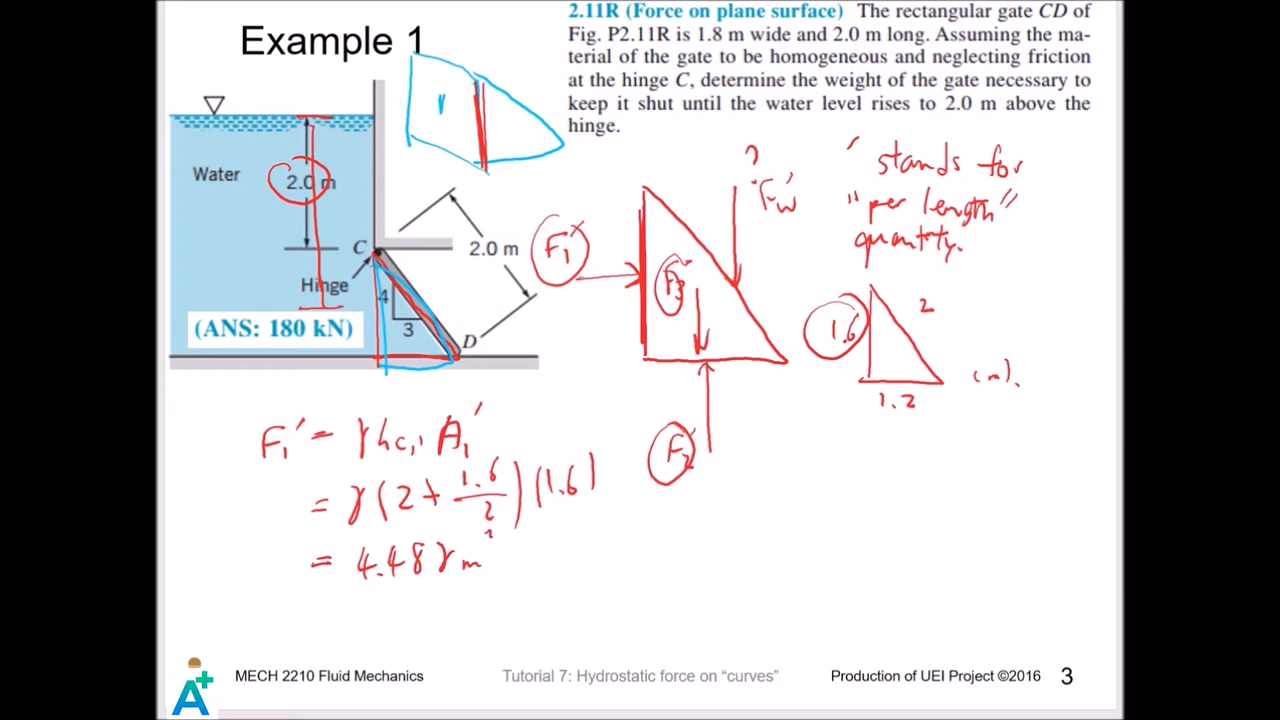 Example 1
2.11R (Force on plane surface) The rectangular gate CD of
Fig. P2.11R is 1.8 m wide and 2.0 m long. Assuming the ma-
terial of the gate to be homogeneous and neglecting friction
at the hinge C, determine the weight of the gate necessary to
keep it shut until the water level rises to 2.0 m above the
hinge.
Water
2.0 m
C
2.0 m
Hinge
4
3
D
(ANS: 180 kN)
' stands for
"per length"
quantity.
?
Fw'
F1'
F3'
F2'
1.6
2
1.2
(m).
F1' = γ hc,1 A1'
= γ (2 + 1.6/2) (1.6)
= 4.48 γ m²
MECH 2210 Fluid Mechanics
Tutorial 7: Hydrostatic force on “curves”
Production of UEI Project ©2016
3
A+